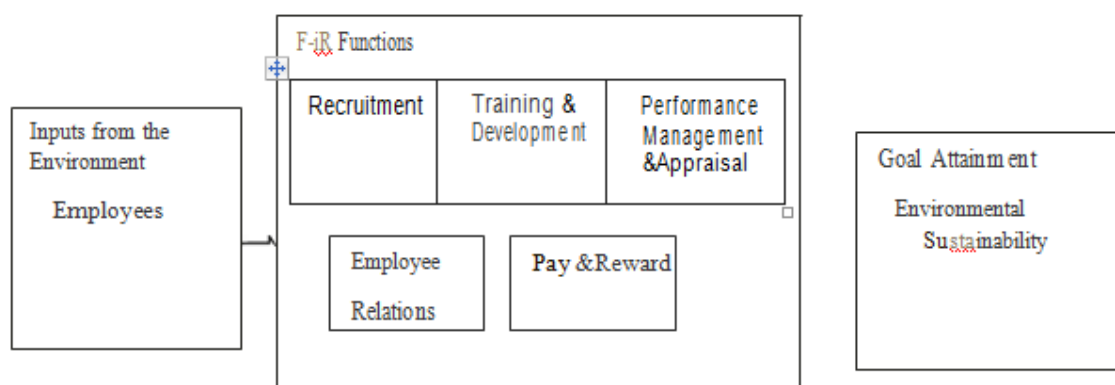 F-iR Functions
Recruitment
Training &
Development
Performance
Management
&Appraisal
Inputs from the
Environment
Employees
Goal Attainment
Environmental
Sustainability
Employee
Relations
Pay &Reward